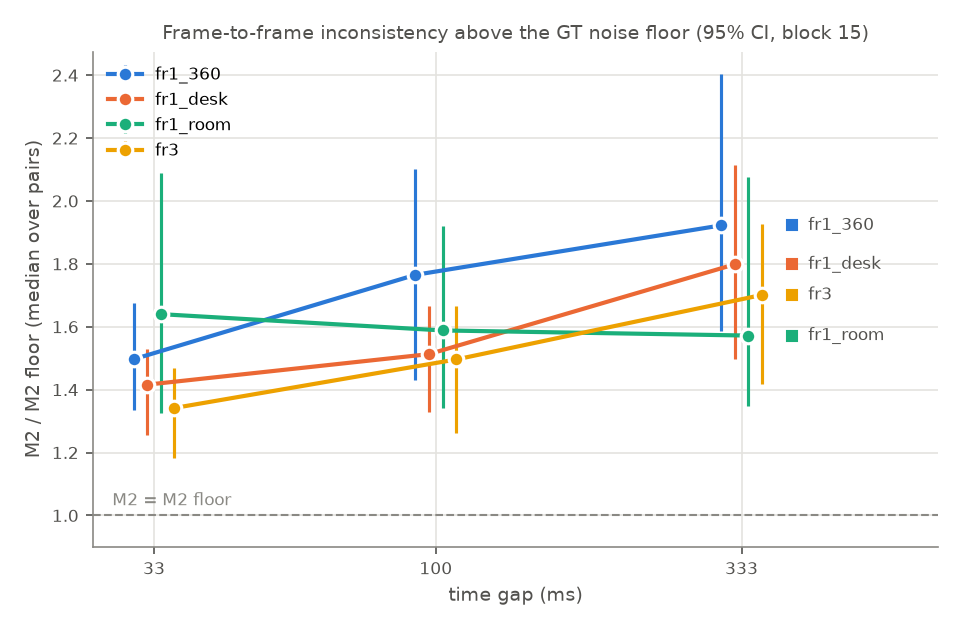 Frame-to-frame inconsistency above the GT noise floor (95% CI, block 15)
fr1_360
fr1_desk
fr1_room
fr3
M2 / M2 floor (median over pairs)
2.4
2.2
2.0
1.8
1.6
1.4
1.2
1.0
fr1_360
fr1_desk
fr3
fr1_room
M2 = M2 floor
33
100
333
time gap (ms)